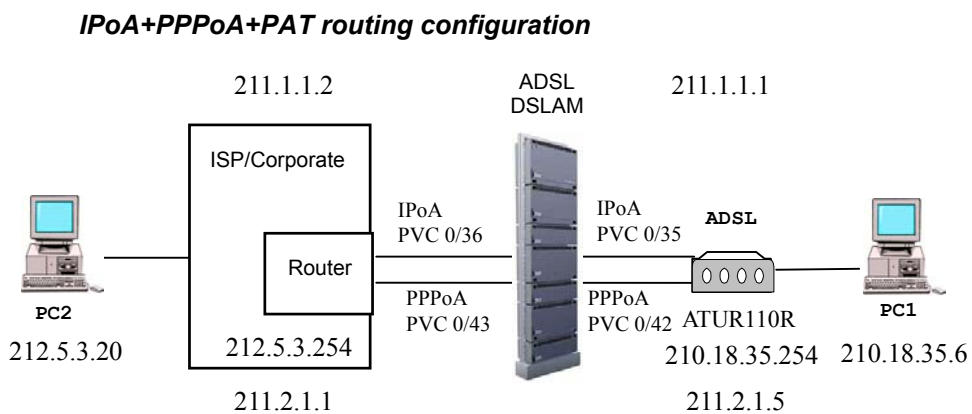 IPoA+PPPoA+PAT routing configuration
211.1.1.2
ADSL
DSLAM
211.1.1.1
ISP/Corporate
Router
IPoA
PVC 0/36
IPoA
PVC 0/35
ADSL
PPPoA
PVC 0/43
PPPoA
PVC 0/42
ATUR110R
PC2
PC1
212.5.3.20
212.5.3.254
210.18.35.254
210.18.35.6
211.2.1.1
211.2.1.5